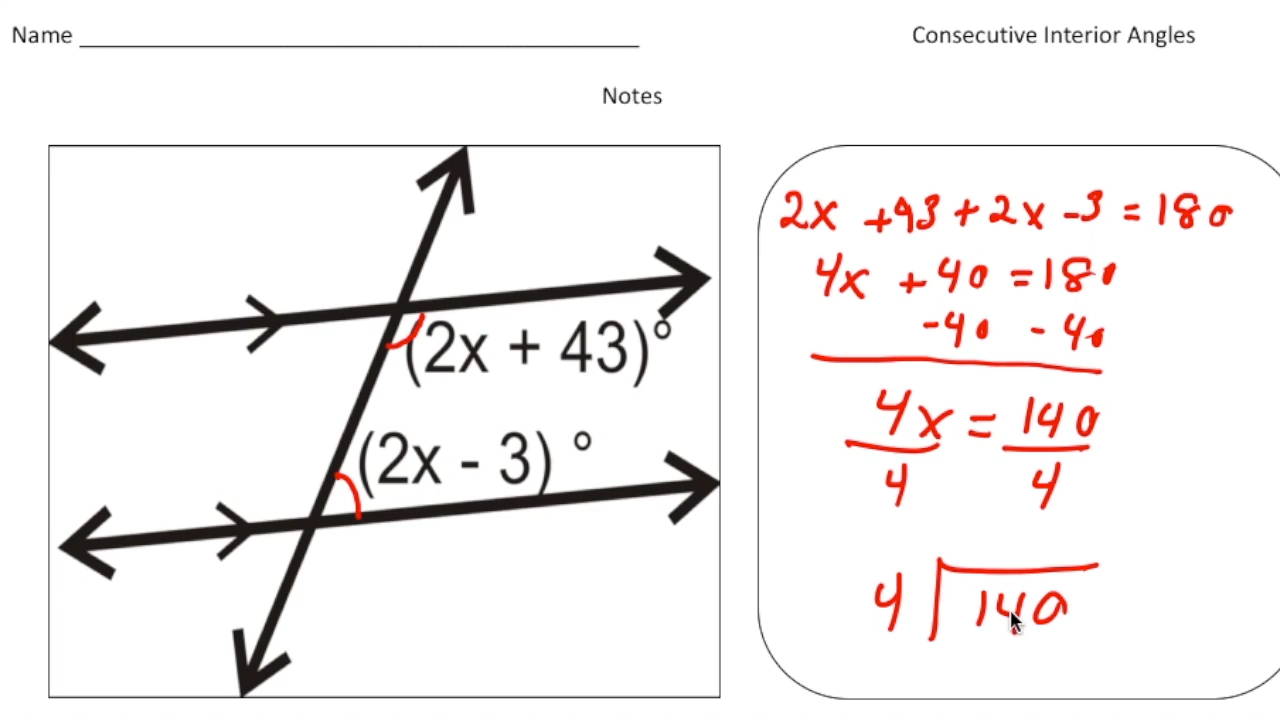 Name ________________________ Consecutive Interior Angles
Notes
(2x + 43)°
(2x - 3) °
2x +43 + 2x -3 = 180
4x + 40 = 180
-40 - 40
4x = 140
4 4
4 140